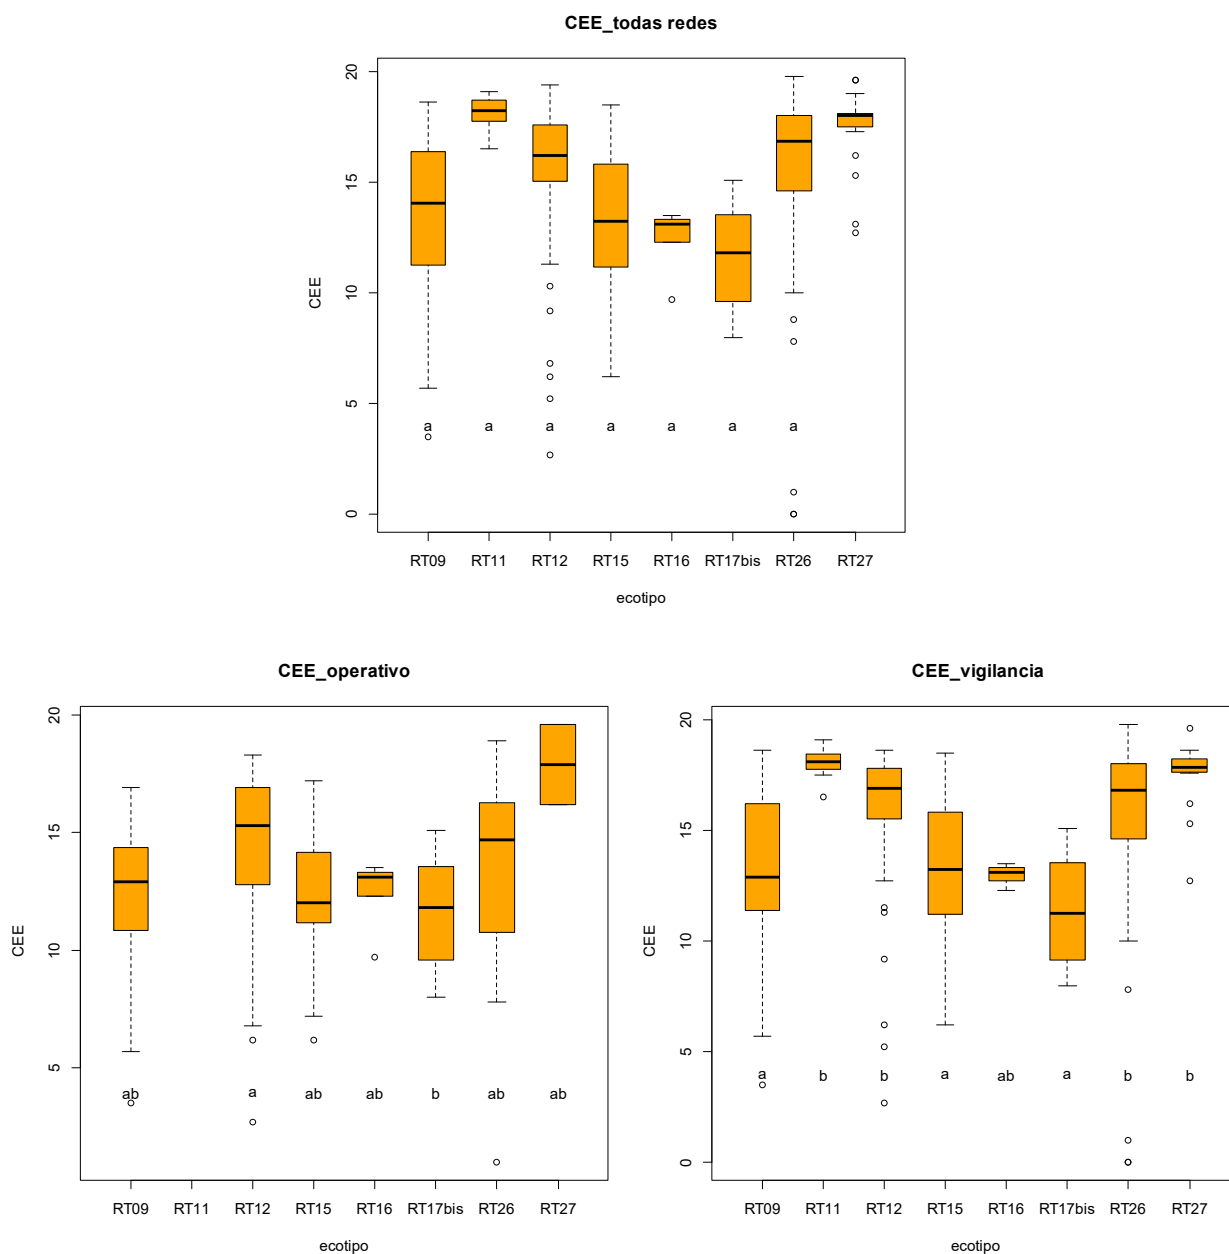 CEE_todas redes
20
15
10
5
0
CEE
a a a a a a a
RT09 RT11 RT12 RT15 RT16 RT17bis RT26 RT27
ecotipo
CEE_operativo
20
15
10
5
CEE
ab a ab ab b ab ab
RT09 RT11 RT12 RT15 RT16 RT17bis RT26 RT27
ecotipo
CEE_vigilancia
20
15
10
5
0
CEE
a b b a ab a b b
RT09 RT11 RT12 RT15 RT16 RT17bis RT26 RT27
ecotipo